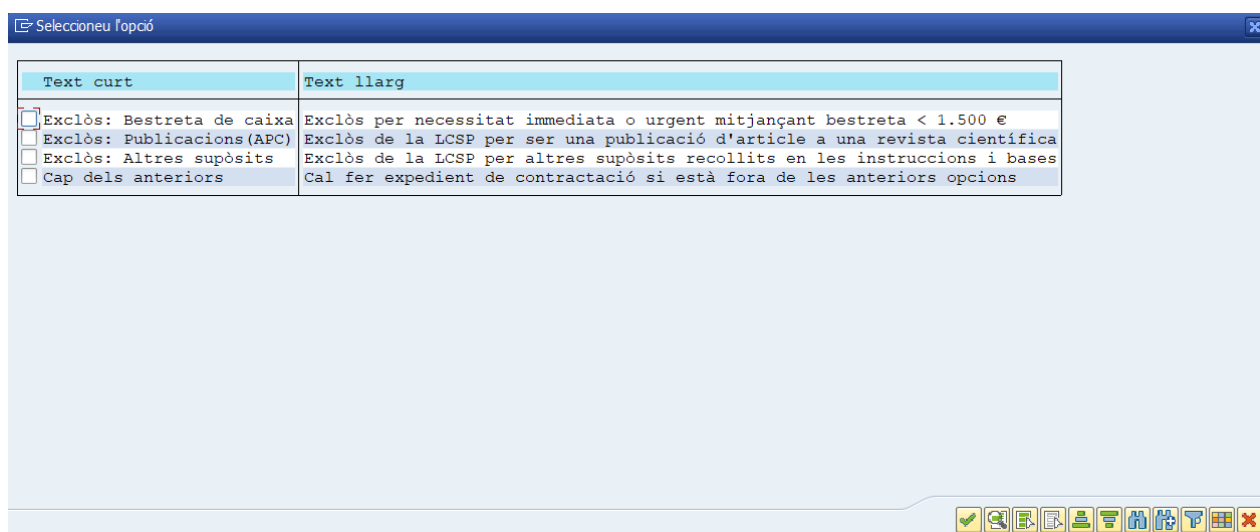 Seleccioneu l'opció
Text curt Text llarg
Exclòs: Bestreta de caixa Exclòs per necessitat immediata o urgent mitjançant bestreta < 1.500 €
Exclòs: Publicacions(APC) Exclòs de la LCSP per ser una publicació d'article a una revista científica
Exclòs: Altres supòsits Exclòs de la LCSP per altres supòsits recollits en les instruccions i bases
Cap dels anteriors Cal fer expedient de contractació si està fora de les anteriors opcions